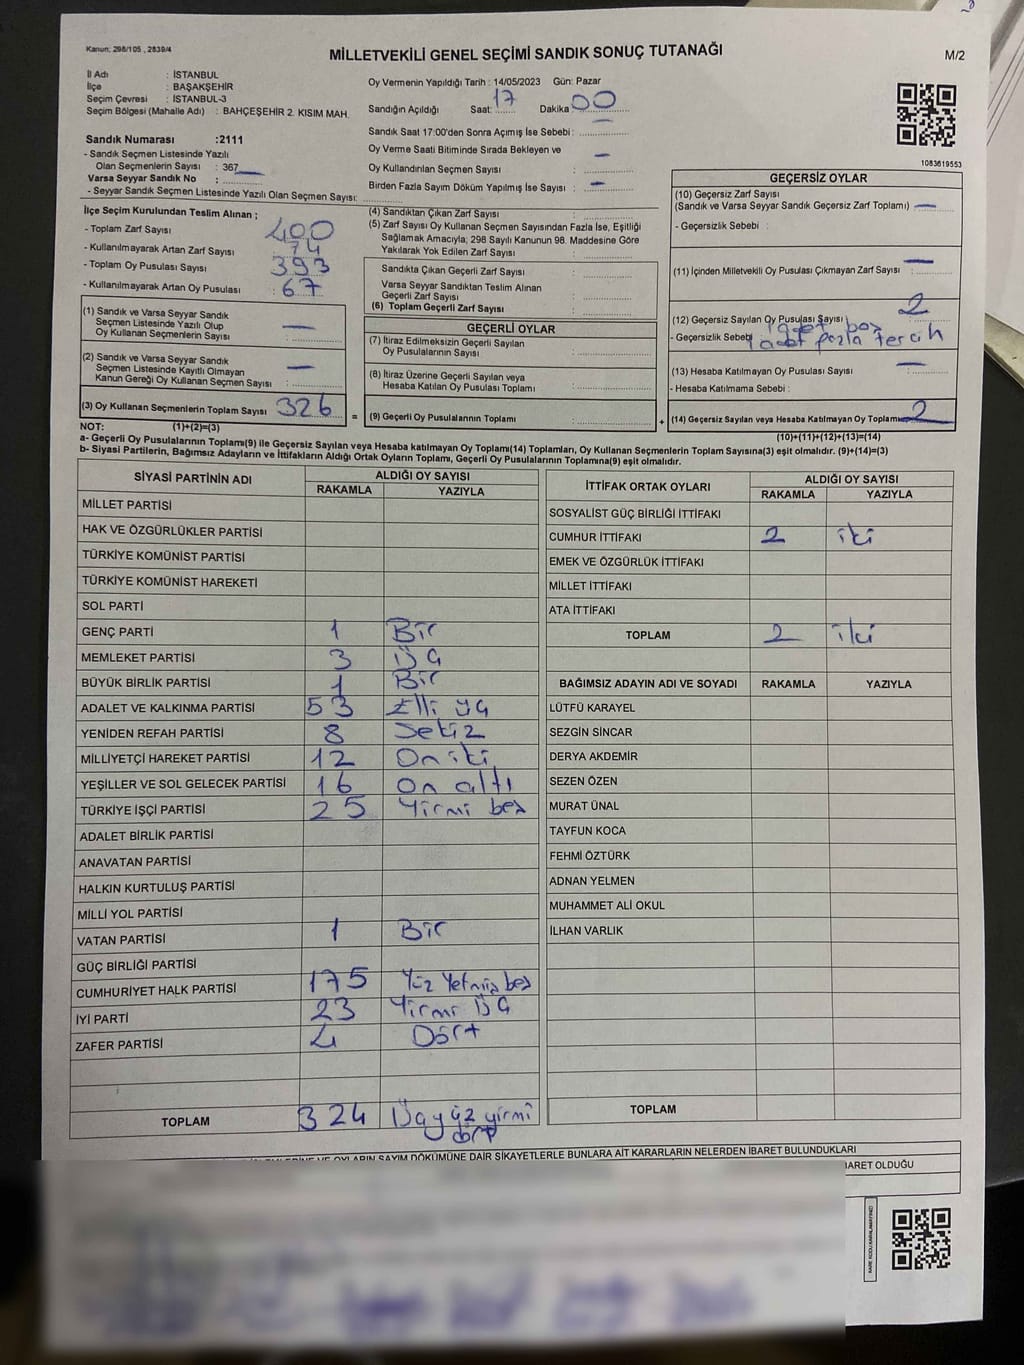 Kanun: 298/105 , 2839/4
MİLLETVEKİLİ GENEL SEÇİMİ SANDIK SONUÇ TUTANAĞI
M/2
İl Adı : İSTANBUL
İlçe : BAŞAKŞEHİR
Seçim Çevresi : İSTANBUL-3
Seçim Bölgesi (Mahalle Adı) : BAHÇEŞEHİR 2. KISIM MAH.
Sandık Numarası :2111
- Sandık Seçmen Listesinde Yazılı
Olan Seçmenlerin Sayısı : 367
Varsa Seyyar Sandık No :
- Seyyar Sandık Seçmen Listesinde Yazılı Olan Seçmen Sayısı:
Oy Vermenin Yapıldığı Tarih : 14/05/2023 Gün: Pazar
Sandığın Açıldığı Saat: 17 Dakika 00
Sandık Saat 17:00'den Sonra Açımış İse Sebebi :
Oy Verme Saati Bitiminde Sırada Bekleyen ve
Oy Kullandırılan Seçmen Sayısı : —
Birden Fazla Sayım Döküm Yapılmış İse Sayısı : —
1083619553
İlçe Seçim Kurulundan Teslim Alınan ;
- Toplam Zarf Sayısı : 400
- Kullanılmayarak Artan Zarf Sayısı : 74
- Toplam Oy Pusulası Sayısı : 393
- Kullanılmayarak Artan Oy Pusulası : 67
(1) Sandık ve Varsa Seyyar Sandık
Seçmen Listesinde Yazılı Olup
Oy Kullanan Seçmenlerin Sayısı : —
(2) Sandık ve Varsa Seyyar Sandık
Seçmen Listesinde Kayıtlı Olmayan
Kanun Gereği Oy Kullanan Seçmen Sayısı : —
(3) Oy Kullanan Seçmenlerin Toplam Sayısı 326
(4) Sandıktan Çıkan Zarf Sayısı :
(5) Zarf Sayısı Oy Kullanan Seçmen Sayısından Fazla İse, Eşitliği
Sağlamak Amacıyla; 298 Sayılı Kanunun 98. Maddesine Göre
Yakılarak Yok Edilen Zarf Sayısı :
Sandıkta Çıkan Geçerli Zarf Sayısı :
Varsa Seyyar Sandıktan Teslim Alınan
Geçerli Zarf Sayısı :
(6) Toplam Geçerli Zarf Sayısı :
GEÇERLİ OYLAR
(7) İtiraz Edilmeksizin Geçerli Sayılan
Oy Pusulalarının Sayısı :
(8) İtiraz Üzerine Geçerli Sayılan veya
Hesaba Katılan Oy Pusulası Toplamı :
= (9) Geçerli Oy Pusulalarının Toplamı :
GEÇERSİZ OYLAR
(10) Geçersiz Zarf Sayısı
(Sandık ve Varsa Seyyar Sandık Geçersiz Zarf Toplamı) : —
- Geçersizlik Sebebi :
(11) İçinden Milletvekili Oy Pusulası Çıkmayan Zarf Sayısı : —
(12) Geçersiz Sayılan Oy Pusulası Sayısı : 2
1 adet boş
- Geçersizlik Sebebi 1 adet fazla tercih
(13) Hesaba Katılmayan Oy Pusulası Sayısı : —
- Hesaba Katılmama Sebebi :
+ (14) Geçersiz Sayılan veya Hesaba Katılmayan Oy Toplamı 2
NOT: (1)+(2)=(3)
(10)+(11)+(12)+(13)=(14)
a- Geçerli Oy Pusulalarının Toplamı(9) ile Geçersiz Sayılan veya Hesaba katılmayan Oy Toplamı(14) Toplamları, Oy Kullanan Seçmenlerin Toplam Sayısına(3) eşit olmalıdır. (9)+(14)=(3)
b- Siyasi Partilerin, Bağımsız Adayların ve İttifakların Aldığı Ortak Oyların Toplamı, Geçerli Oy Pusulalarının Toplamına(9) eşit olmalıdır.
SİYASİ PARTİNİN ADI ALDIĞI OY SAYISI
RAKAMLA YAZIYLA
MİLLET PARTİSİ
HAK VE ÖZGÜRLÜKLER PARTİSİ
TÜRKİYE KOMÜNİST PARTİSİ
TÜRKİYE KOMÜNİST HAREKETİ
SOL PARTİ
GENÇ PARTİ 1 Bir
MEMLEKET PARTİSİ 3 Üç
BÜYÜK BİRLİK PARTİSİ 1 Bir
ADALET VE KALKINMA PARTİSİ 53 Elli üç
YENİDEN REFAH PARTİSİ 8 Sekiz
MİLLİYETÇİ HAREKET PARTİSİ 12 On iki
YEŞİLLER VE SOL GELECEK PARTİSİ 16 On altı
TÜRKİYE İŞÇİ PARTİSİ 25 Yirmi beş
ADALET BİRLİK PARTİSİ
ANAVATAN PARTİSİ
HALKIN KURTULUŞ PARTİSİ
MİLLİ YOL PARTİSİ
VATAN PARTİSİ 1 Bir
GÜÇ BİRLİĞİ PARTİSİ
CUMHURİYET HALK PARTİSİ 175 Yüz Yetmiş beş
İYİ PARTİ 23 Yirmi Üç
ZAFER PARTİSİ 4 Dört
TOPLAM 324 Üçyüz yirmi
dört
İTTİFAK ORTAK OYLARI ALDIĞI OY SAYISI
RAKAMLA YAZIYLA
SOSYALİST GÜÇ BİRLİĞİ İTTİFAKI
CUMHUR İTTİFAKI 2 iki
EMEK VE ÖZGÜRLÜK İTTİFAKI
MİLLET İTTİFAKI
ATA İTTİFAKI
TOPLAM 2 iki
BAĞIMSIZ ADAYIN ADI VE SOYADI RAKAMLA YAZIYLA
LÜTFÜ KARAYEL
SEZGİN SİNCAR
DERYA AKDEMİR
SEZEN ÖZEN
MURAT ÜNAL
TAYFUN KOCA
FEHMİ ÖZTÜRK
ADNAN YELMEN
MUHAMMET ALİ OKUL
İLHAN VARLIK
TOPLAM
VE OYLARIN SAYIM DÖKÜMÜNE DAİR ŞİKAYETLERLE BUNLARA AİT KARARLARIN NELERDEN İBARET BULUNDUKLARI
OLDUĞU